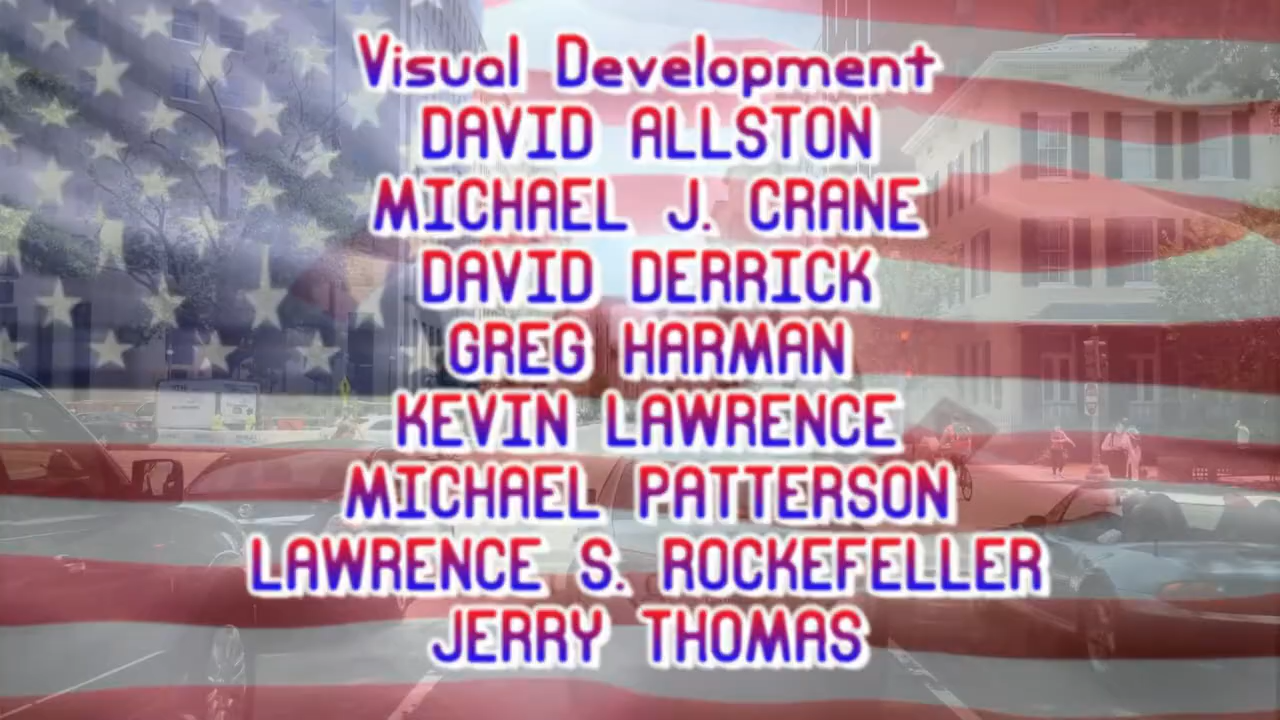 Visual Development
DAVID ALLSTON
MICHAEL J. CRANE
DAVID DERRICK
GREG HARMAN
KEVIN LAWRENCE
MICHAEL PATTERSON
LAWRENCE S. ROCKEFELLER
JERRY THOMAS